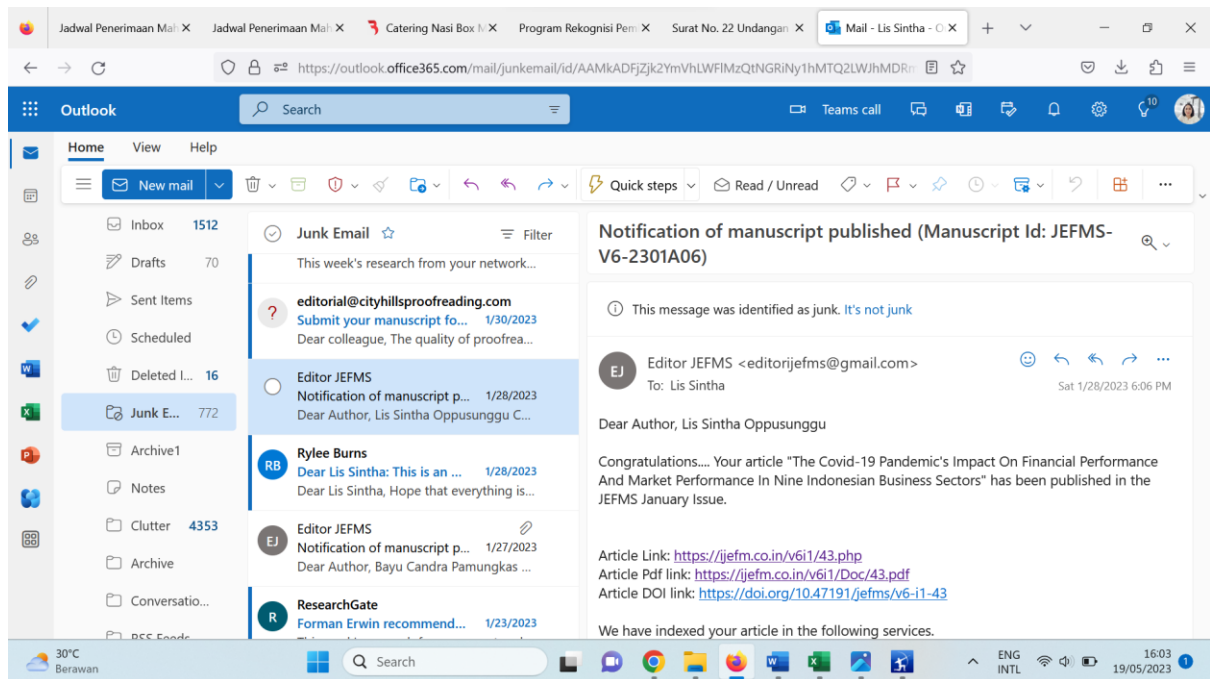 Jadwal Penerimaan Mah
Jadwal Penerimaan Mah
Catering Nasi Box M
Program Rekognisi Pem
Surat No. 22 Undangan
Mail - Lis Sintha - O
https://outlook.office365.com/mail/junkemail/id/AAMkADFjZjk2YmVhLWFlMzQtNGRiNy1hMTQ2LWJhMDRm
Outlook
Search
Teams call
10
Home View Help
New mail
Quick steps
Read / Unread
Inbox 1512
Drafts 70
Sent Items
Scheduled
Deleted I... 16
Junk E... 772
Archive1
Notes
Clutter 4353
Archive
Conversatio...
RSS Feeds
Junk Email
Filter
This week's research from your network...
editorial@cityhillsproofreading.com
Submit your manuscript fo... 1/30/2023
Dear colleague, The quality of proofrea...
Editor JEFMS
Notification of manuscript p... 1/28/2023
Dear Author, Lis Sintha Oppusunggu C...
RB
Rylee Burns
Dear Lis Sintha: This is an ... 1/28/2023
Dear Lis Sintha, Hope that everything is...
EJ
Editor JEFMS
Notification of manuscript p... 1/27/2023
Dear Author, Bayu Candra Pamungkas ...
R
ResearchGate
Forman Erwin recommend... 1/23/2023
Notification of manuscript published (Manuscript Id: JEFMS-
V6-2301A06)
This message was identified as junk. It's not junk
EJ
Editor JEFMS <editorijefms@gmail.com>
To: Lis Sintha
Sat 1/28/2023 6:06 PM
Dear Author, Lis Sintha Oppusunggu
Congratulations.... Your article "The Covid-19 Pandemic's Impact On Financial Performance
And Market Performance In Nine Indonesian Business Sectors" has been published in the
JEFMS January Issue.
Article Link: https://ijefm.co.in/v6i1/43.php
Article Pdf link: https://ijefm.co.in/v6i1/Doc/43.pdf
Article DOI link: https://doi.org/10.47191/jefms/v6-i1-43
We have indexed your article in the following services.
30°C
Berawan
Search
ENG
INTL
16:03
19/05/2023
1